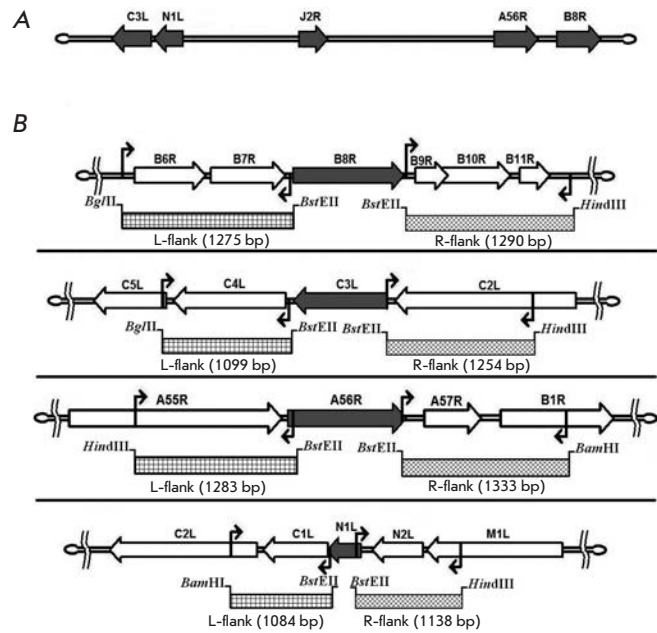 A
C3L N1L J2R A56R B8R
B
B6R B7R B8R B9R B10R B11R
BglII BstEII BstEII HindIII
L-flank (1275 bp) R-flank (1290 bp)
C5L C4L C3L C2L
BglII BstEII BstEII HindIII
L-flank (1099 bp) R-flank (1254 bp)
A55R A56R A57R B1R
HindIII BstEII BstEII BamHI
L-flank (1283 bp) R-flank (1333 bp)
C2L C1L N1L N2L M1L
BamHI BstEII BstEII HindIII
L-flank (1084 bp) R-flank (1138 bp)